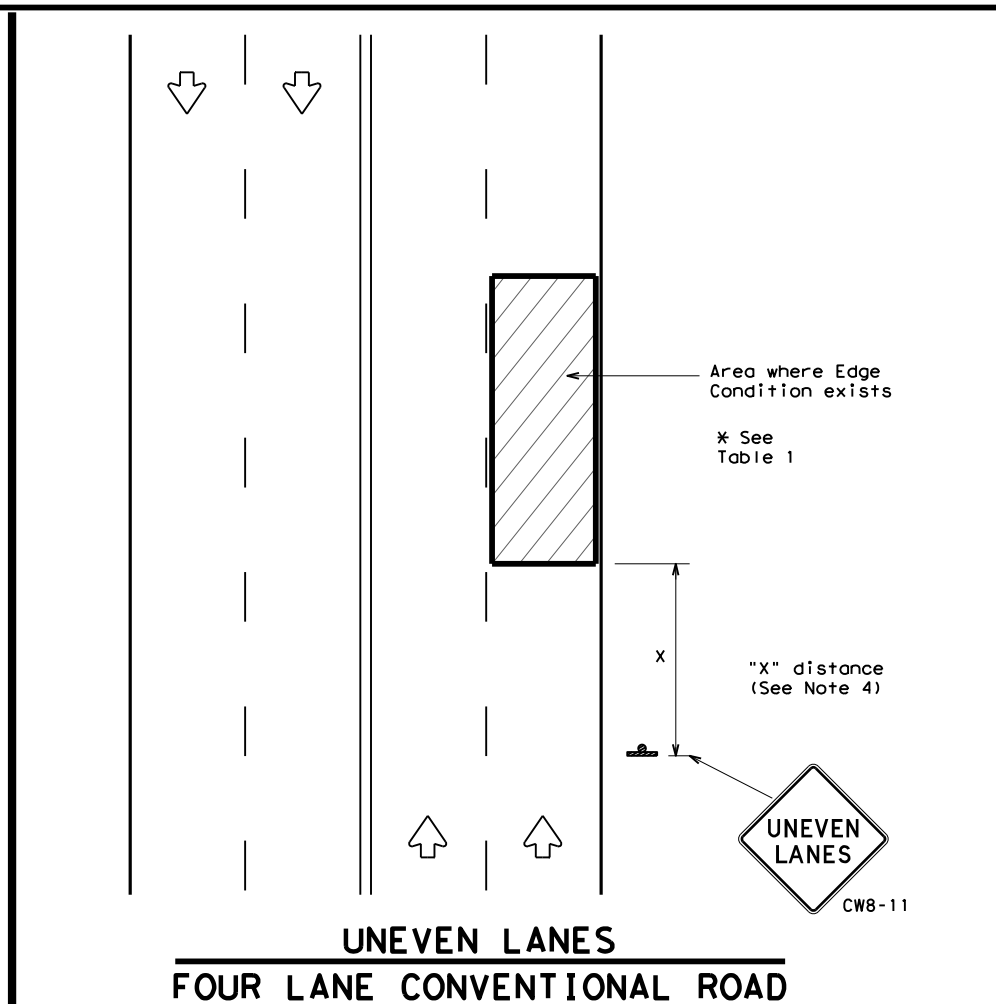 Area where Edge
Condition exists
* See
Table 1
X
"X" distance
(See Note 4)
UNEVEN
LANES
CW8-11
UNEVEN LANES
FOUR LANE CONVENTIONAL ROAD